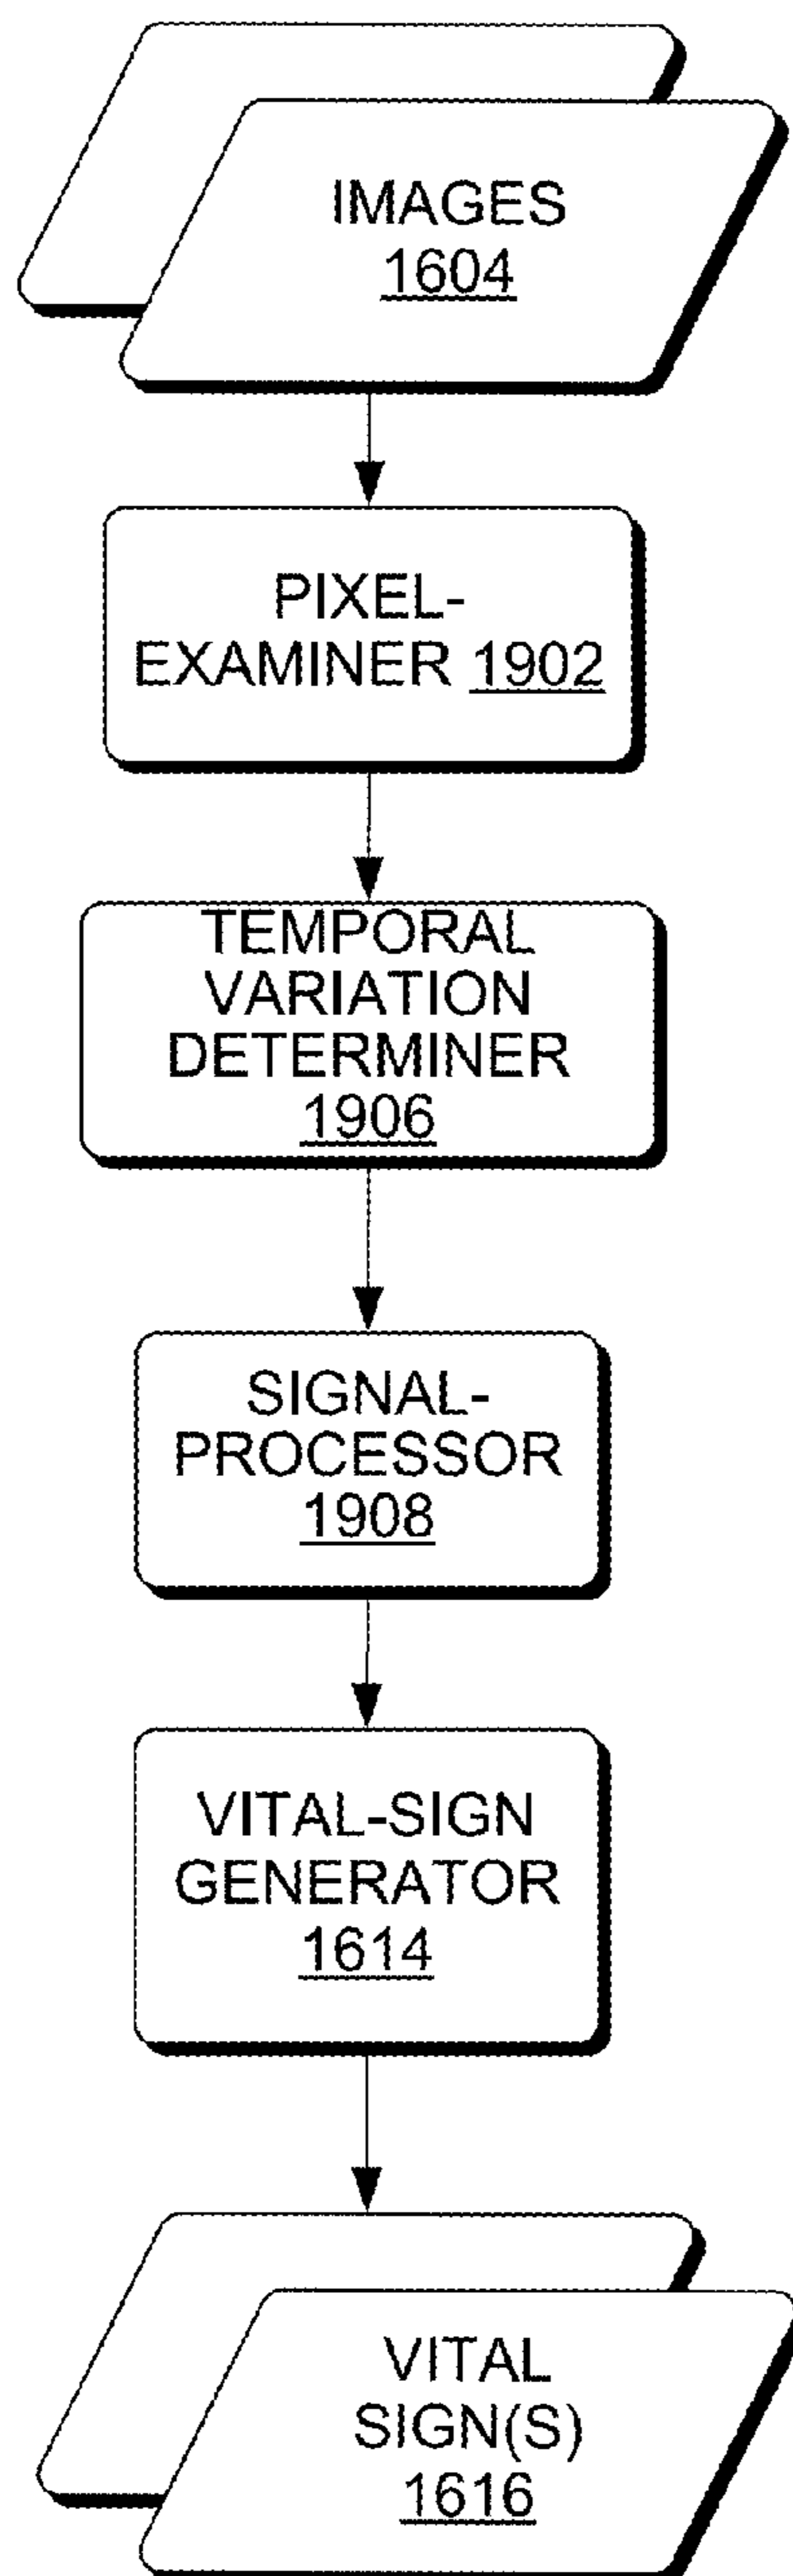 IMAGES
1604
PIXEL-
EXAMINER 1902
TEMPORAL
VARIATION
DETERMINER
1906
SIGNAL-
PROCESSOR
1908
VITAL-SIGN
GENERATOR
1614
VITAL
SIGN(S)
1616